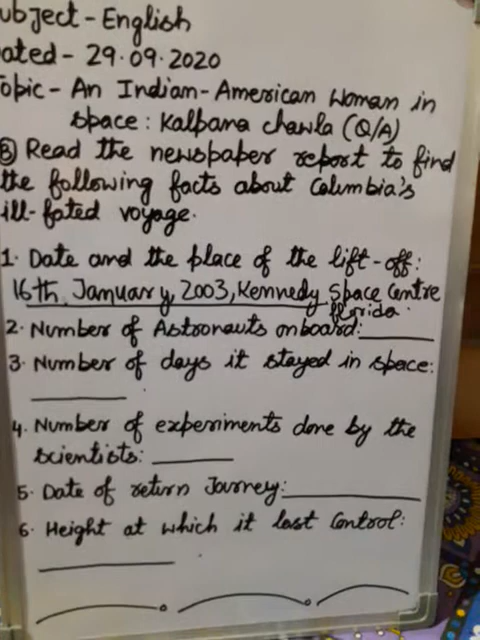 ubject - English
ated - 29.09.2020
opic - An Indian-American Woman in
space: Kalpana chawla (Q/A)
B) Read the newspaper report to find
the following facts about Columbia's
ill-fated voyage.
1. Date and the place of the lift-off:
16th January, 2003, Kennedy Space Centre
florida.
2. Number of Astronauts onboard: ______
3. Number of days it stayed in space:
______
4. Number of experiments done by the
scientists: ______
5. Date of return Jorney: ______
6. Height at which it lost Control:
______